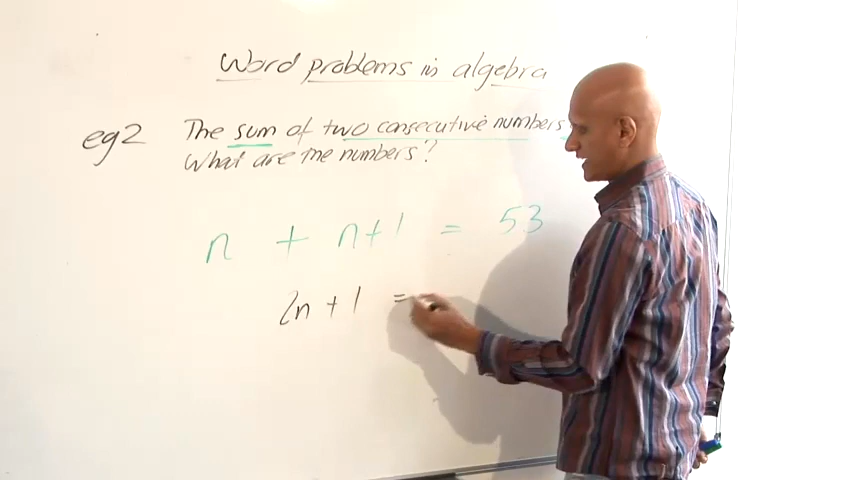 Word problems in algebra
eg2 The sum of two consecutive numbers
What are the numbers?
n + n+1 = 53
2n + 1 =